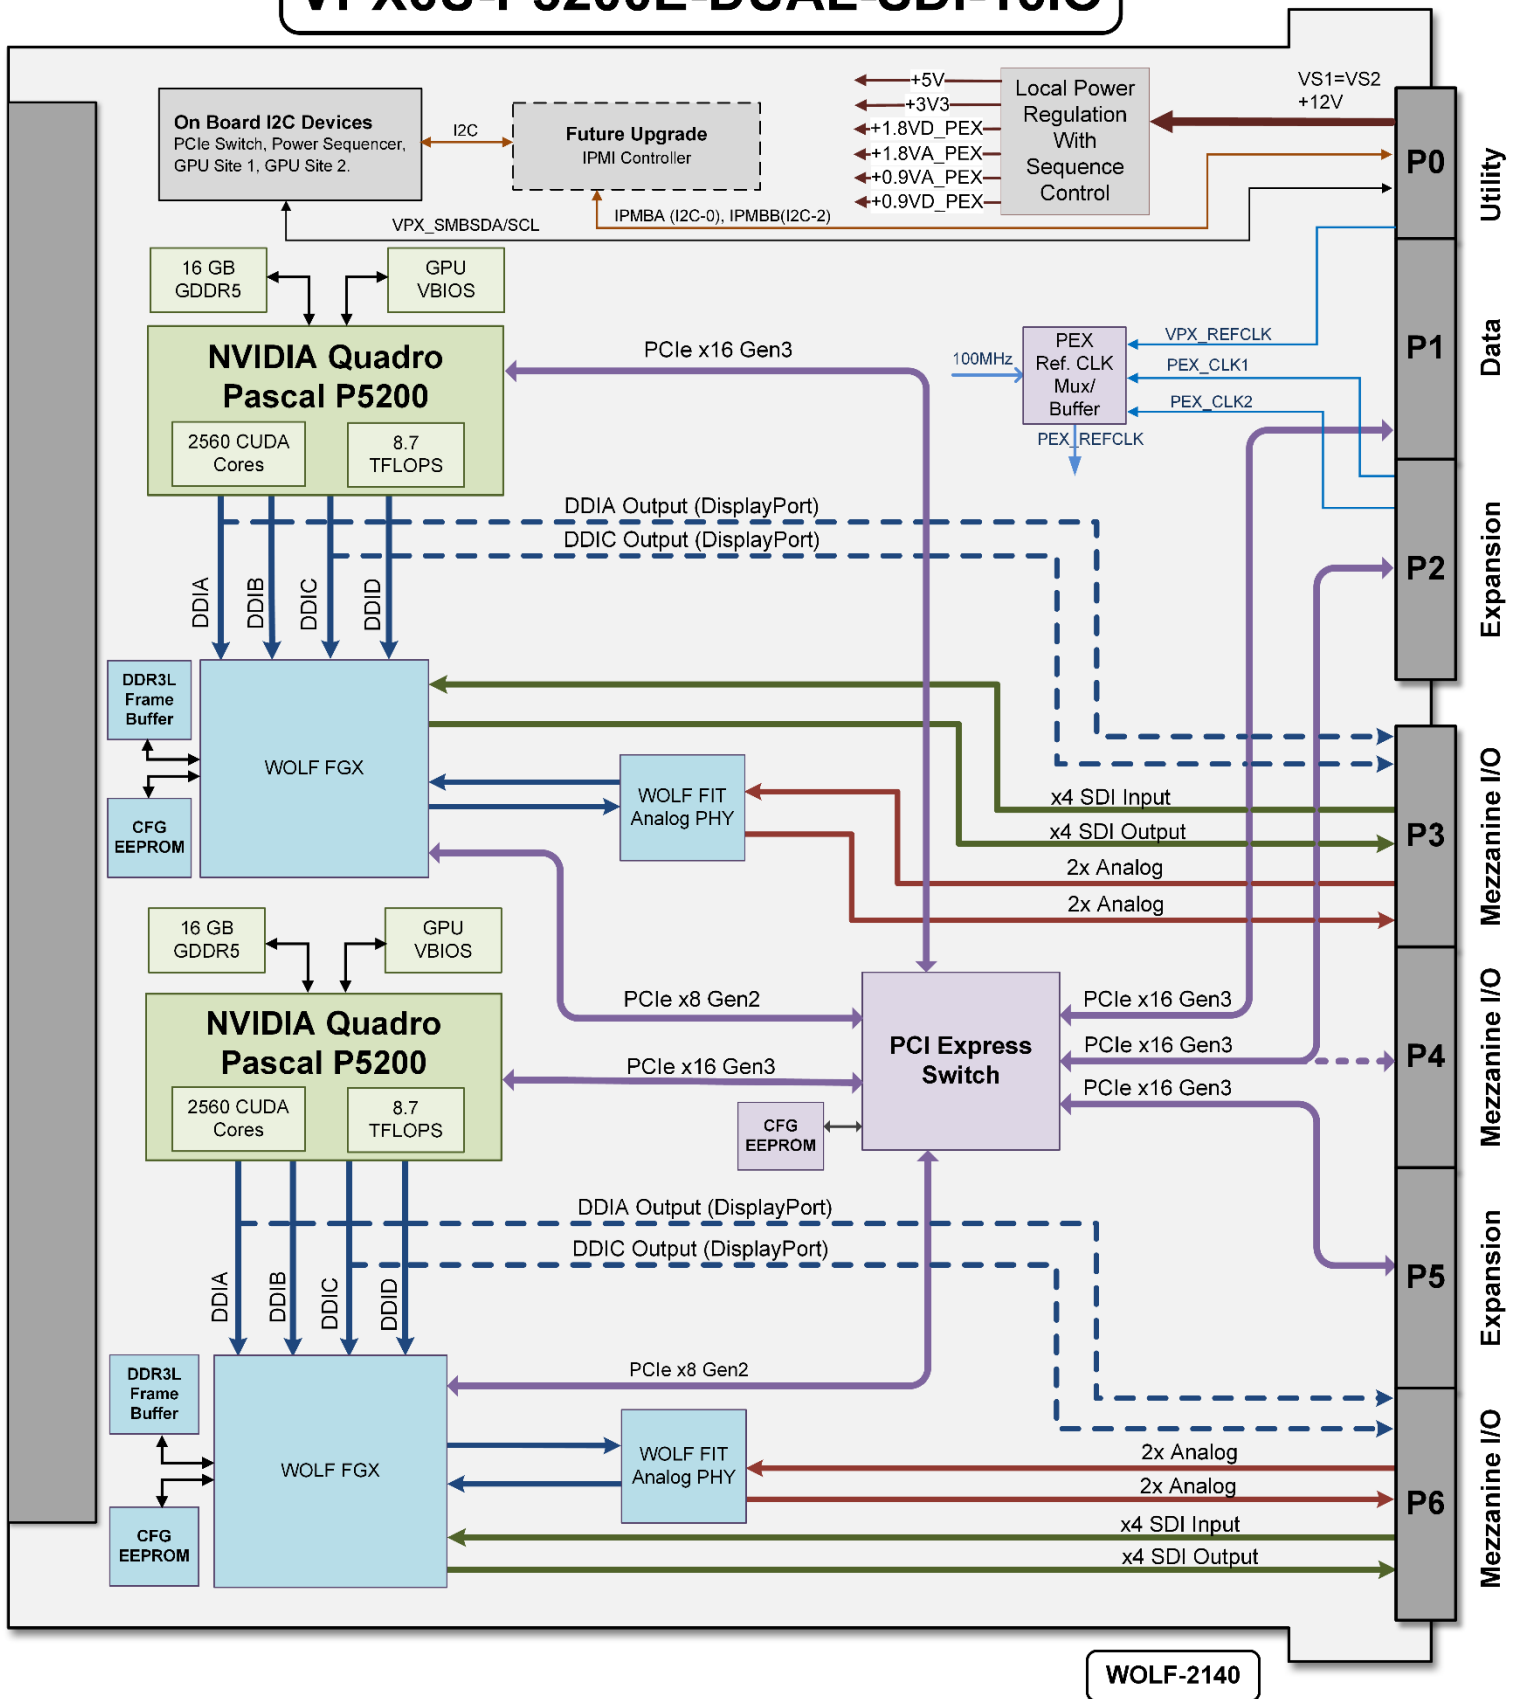 VPX6U-P5200E-DUAL-SDI-16IO
On Board I2C Devices
PCIe Switch, Power Sequencer,
GPU Site 1, GPU Site 2.
I2C
Future Upgrade
IPMI Controller
+5V
+3V3
+1.8VD_PEX
+1.8VA_PEX
+0.9VA_PEX
+0.9VD_PEX
Local Power
Regulation
With
Sequence
Control
VS1=VS2
+12V
P0
Utility
VPX_SMBSDA/SCL
IPMBA (I2C-0), IPMBB(I2C-2)
16 GB
GDDR5
GPU
VBIOS
NVIDIA Quadro
Pascal P5200
2560 CUDA
Cores
8.7
TFLOPS
PCIe x16 Gen3
100MHz
PEX
Ref. CLK
Mux/
Buffer
VPX_REFCLK
PEX_CLK1
PEX_CLK2
PEX_REFCLK
P1
Data
DDIA Output (DisplayPort)
DDIC Output (DisplayPort)
DDIA
DDIB
DDIC
DDID
P2
Expansion
DDR3L
Frame
Buffer
CFG
EEPROM
WOLF FGX
WOLF FIT
Analog PHY
x4 SDI Input
x4 SDI Output
2x Analog
2x Analog
P3
Mezzanine I/O
16 GB
GDDR5
GPU
VBIOS
NVIDIA Quadro
Pascal P5200
2560 CUDA
Cores
8.7
TFLOPS
PCIe x8 Gen2
PCIe x16 Gen3
CFG
EEPROM
PCI Express
Switch
PCIe x16 Gen3
PCIe x16 Gen3
PCIe x16 Gen3
P4
Mezzanine I/O
DDIA Output (DisplayPort)
DDIC Output (DisplayPort)
DDIA
DDIB
DDIC
DDID
P5
Expansion
DDR3L
Frame
Buffer
CFG
EEPROM
WOLF FGX
PCIe x8 Gen2
WOLF FIT
Analog PHY
2x Analog
2x Analog
x4 SDI Input
x4 SDI Output
P6
Mezzanine I/O
WOLF-2140